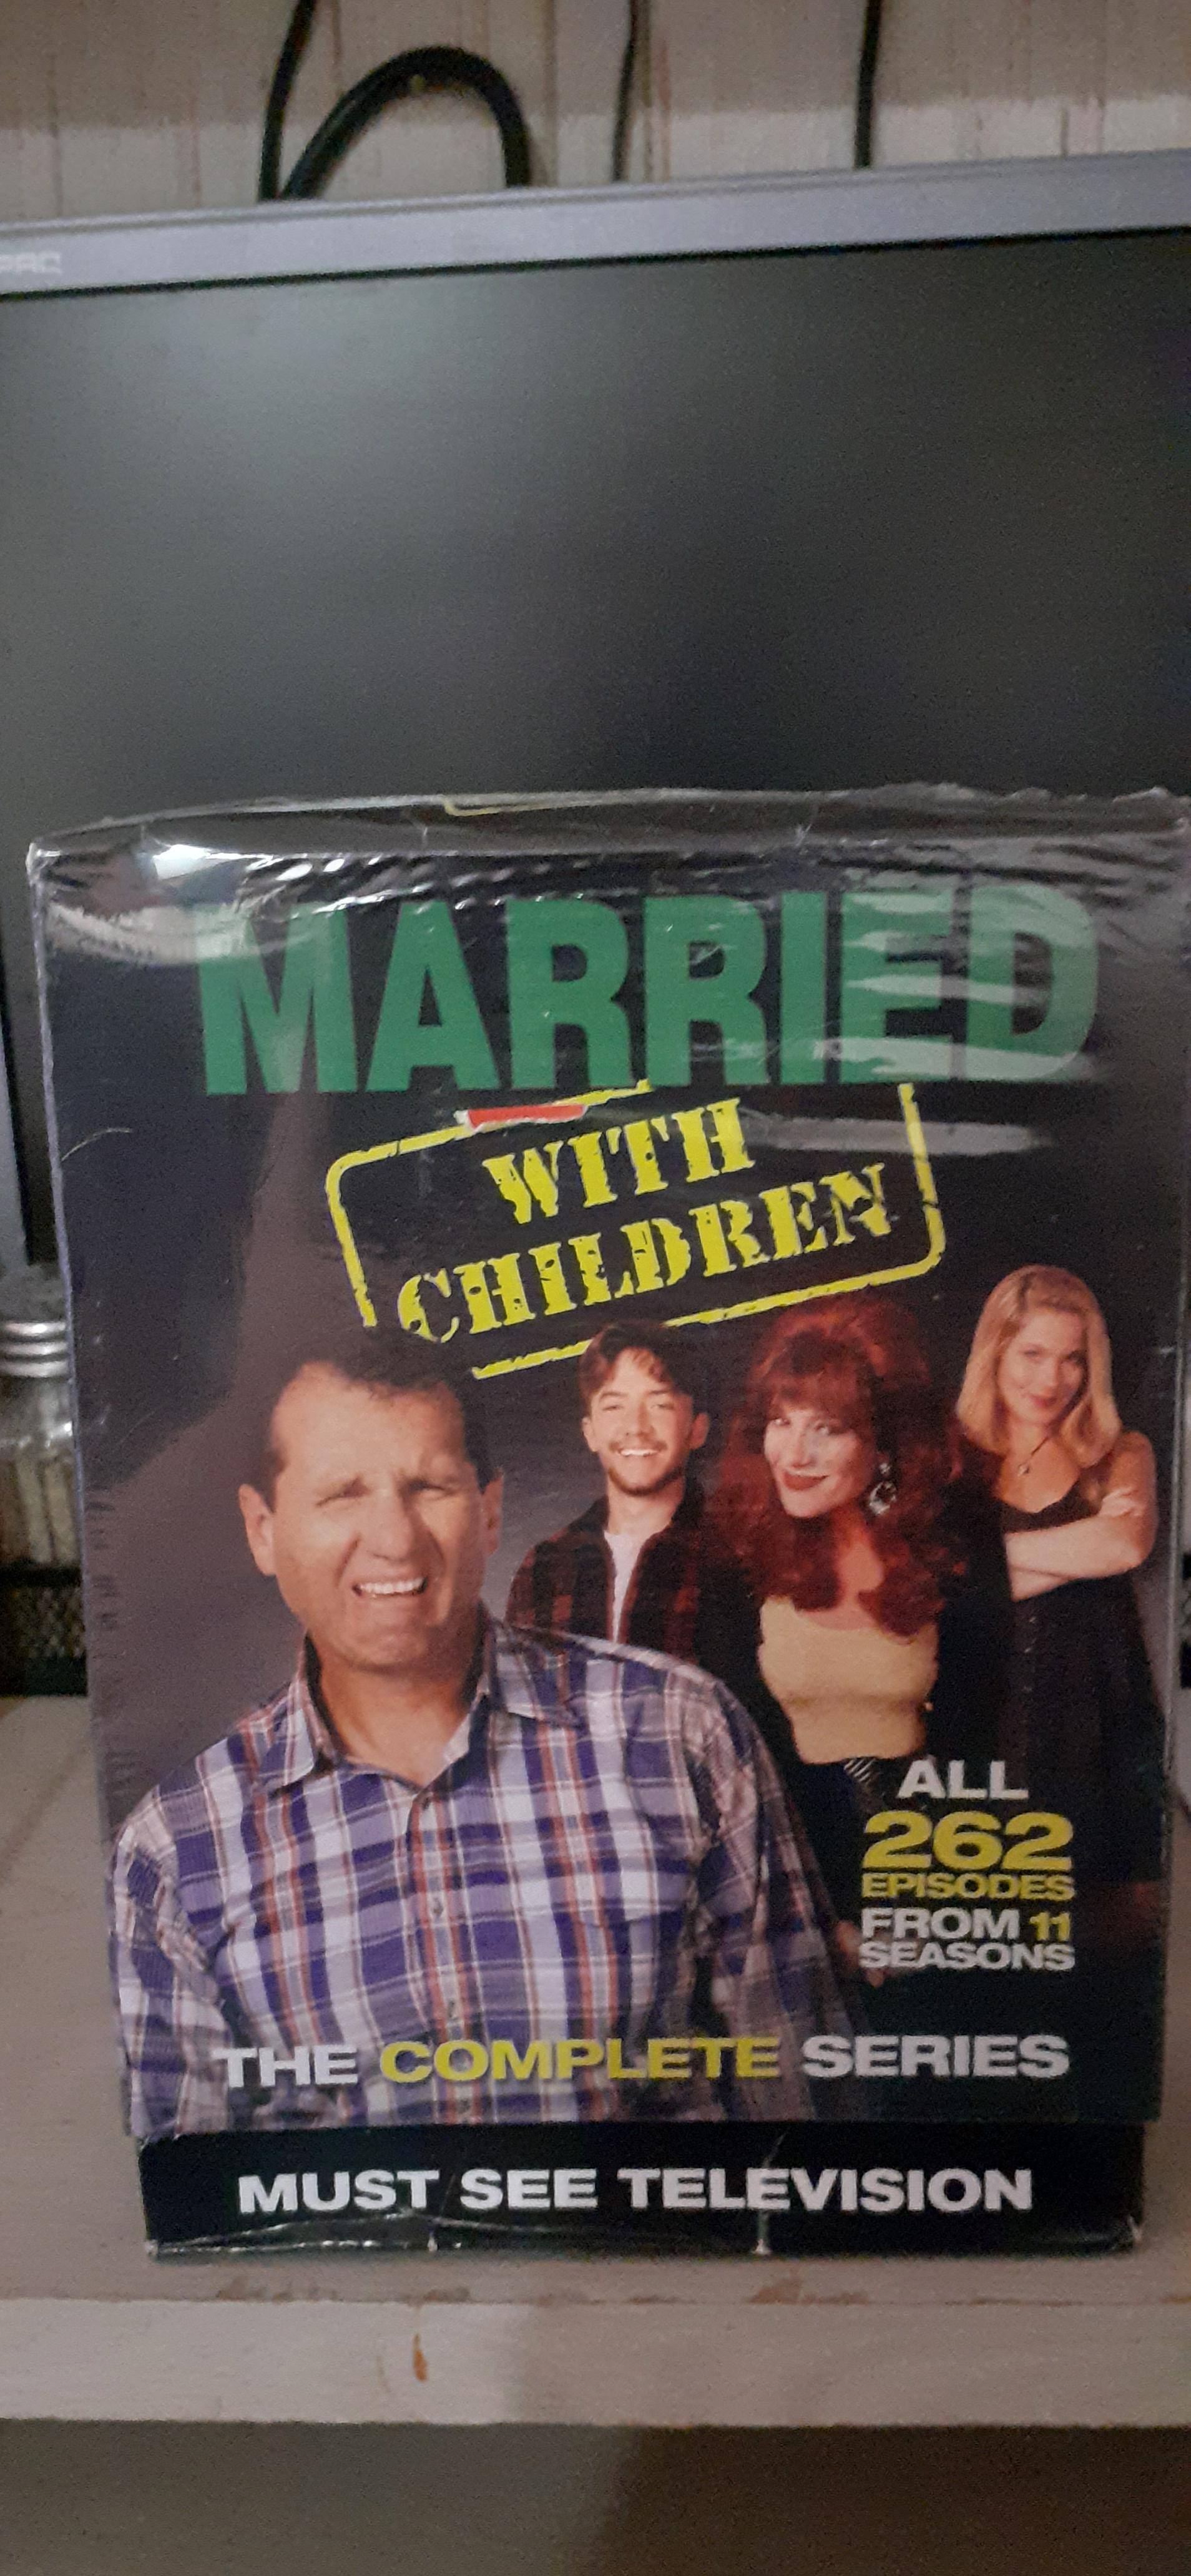 MARRIED
WITH
CHILDREN
ALL
262
EPISODES
FROM 11
SEASONS
THE COMPLETE SERIES
MUST SEE TELEVISION